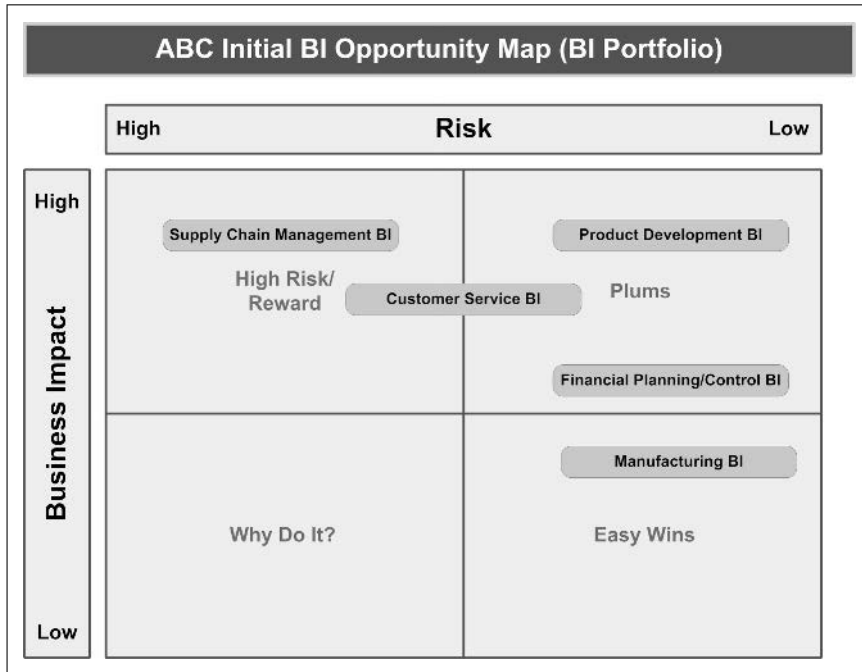 ABC Initial BI Opportunity Map (BI Portfolio)
High
Risk
Low
High
Business Impact
Low
Supply Chain Management BI
Product Development BI
High Risk/
Reward
Customer Service BI
Plums
Financial Planning/Control BI
Manufacturing BI
Why Do It?
Easy Wins